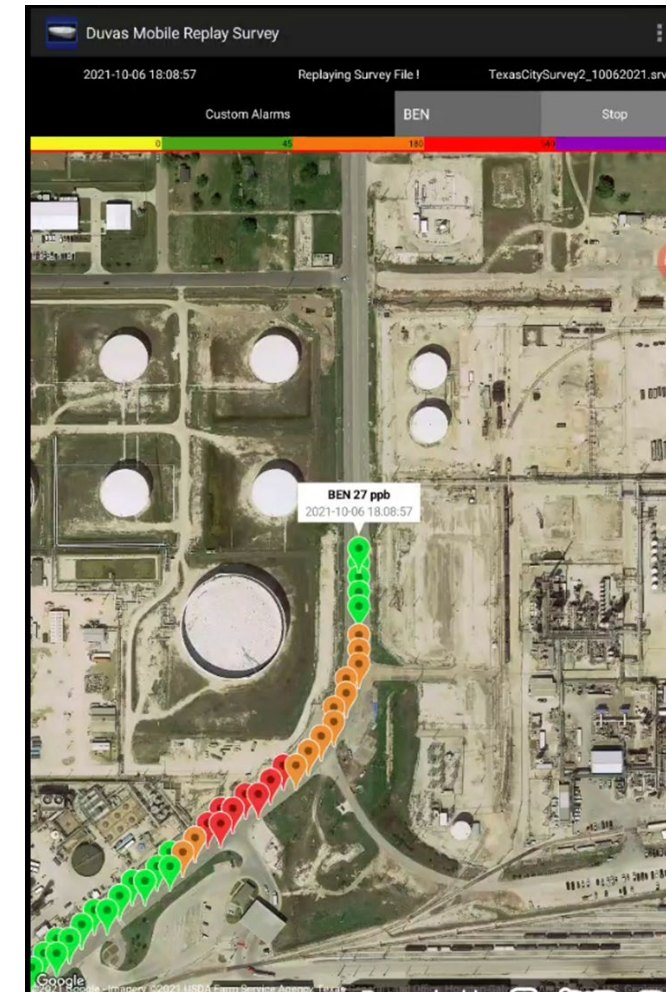 Duvas Mobile Replay Survey
2021-10-06 18:08:57 Replaying Survey File ! TexasCitySurvey2_10062021.srv
Custom Alarms BEN Stop
0 45 180
BEN 27 ppb
2021-10-06 18.08:57
Google